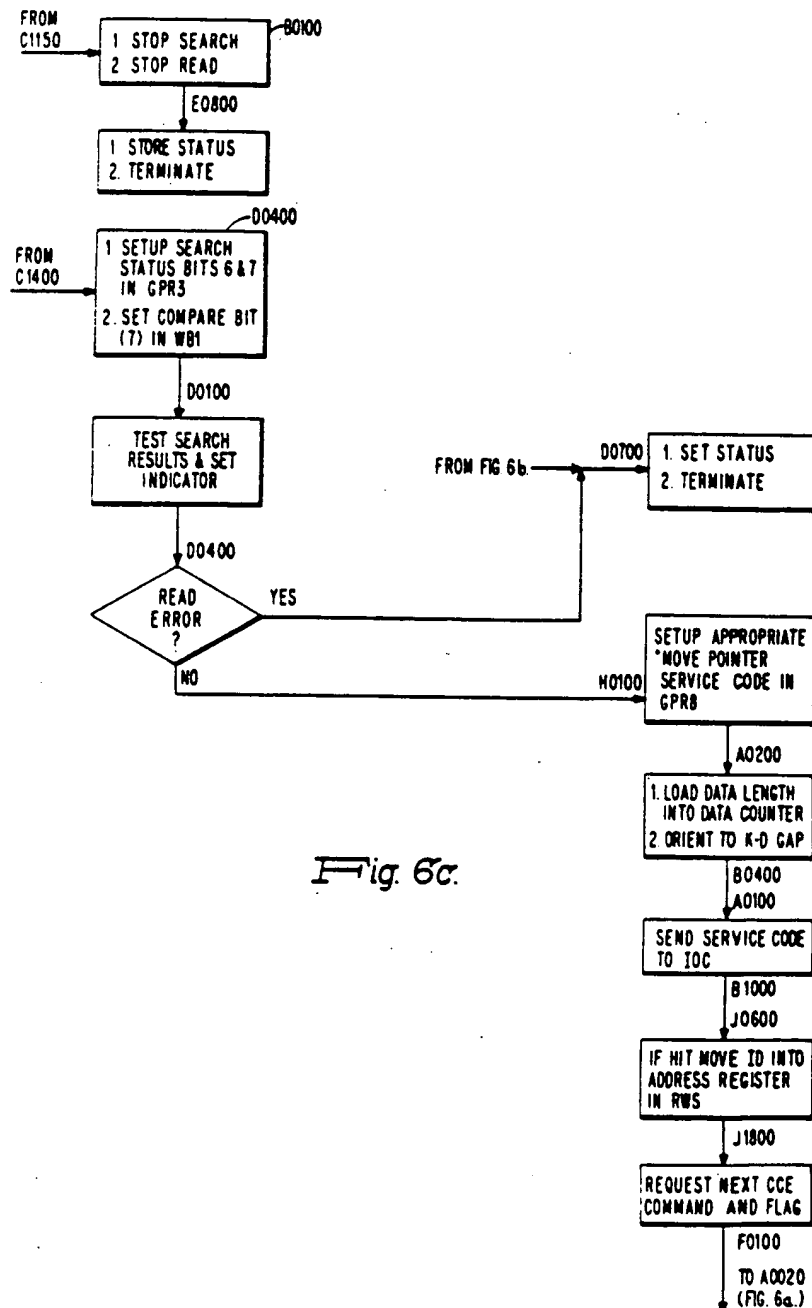 FROM
C1150
B0100
1 STOP SEARCH
2 STOP READ
E0800
1 STORE STATUS
2. TERMINATE
D0400
FROM
C1400
1 SETUP SEARCH
STATUS BITS 6 & 7
IN GPR3
2. SET COMPARE BIT
(7) IN WB1
D0100
TEST SEARCH
RESULTS & SET
INDICATOR
D0400
READ
ERROR
?
YES
NO
FROM FIG. 6b.
D0700
1. SET STATUS
2. TERMINATE
H0100
SETUP APPROPRIATE
"MOVE POINTER
SERVICE CODE IN
GPR8
A0200
1. LOAD DATA LENGTH
INTO DATA COUNTER
2. ORIENT TO K-D GAP
B0400
A0100
SEND SERVICE CODE
TO IOC
B1000
J0600
IF HIT MOVE ID INTO
ADDRESS REGISTER
IN RWS
J1800
REQUEST NEXT CCE
COMMAND AND FLAG
F0100
TO A0020
(FIG. 6a.)
Fig. 6c.